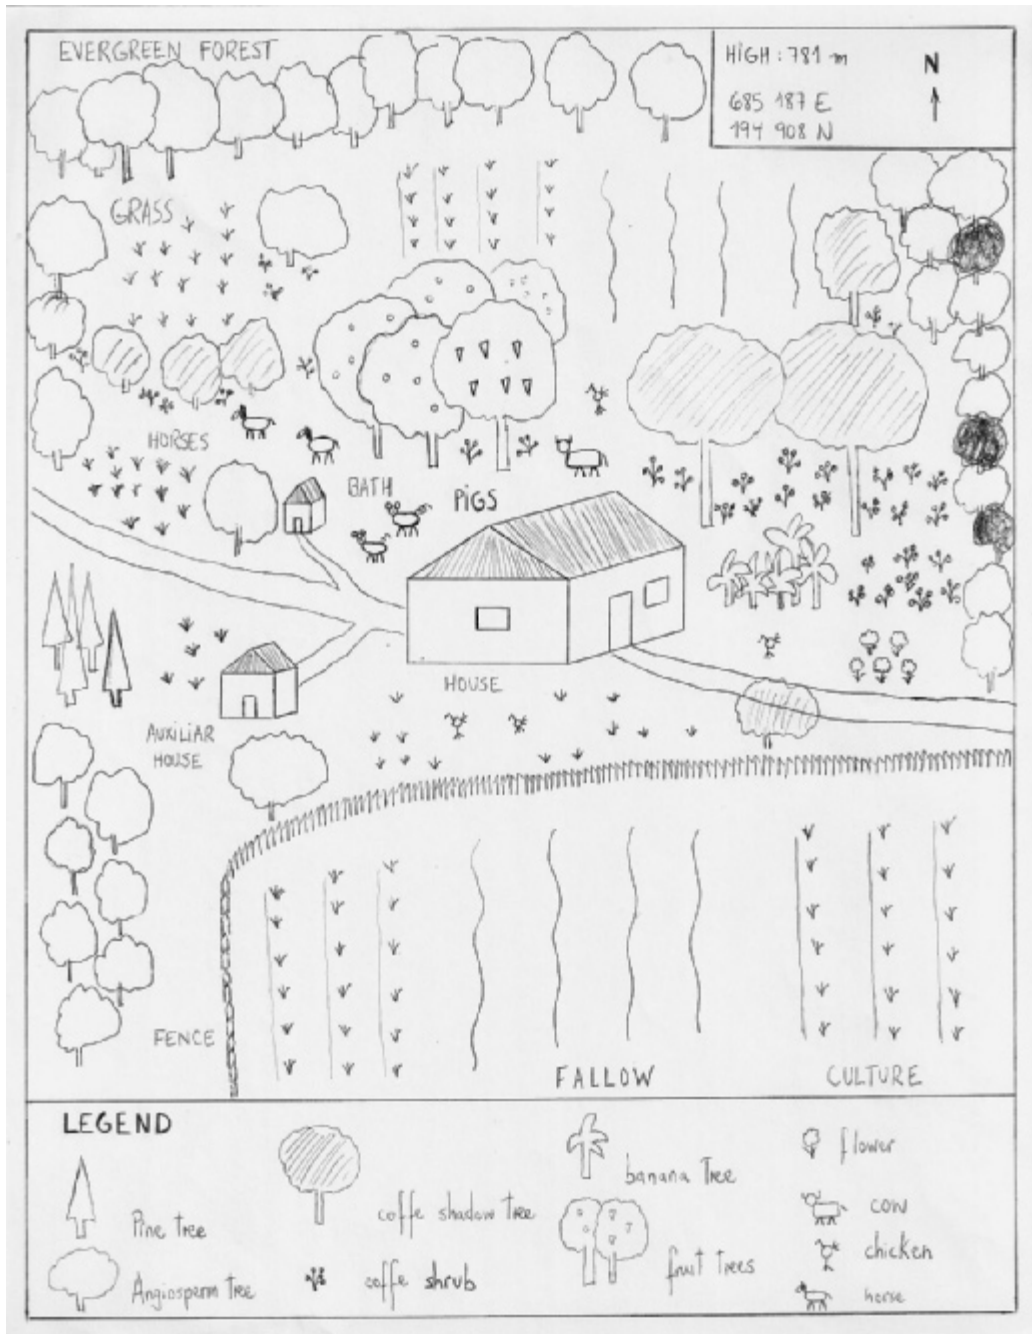 EVERGREEN FOREST
HIGH: 781 m
N
685 187 E
194 908 N
GRASS
HORSES
BATH
PIGS
HOUSE
AUXILIAR
HOUSE
FENCE
FALLOW
CULTURE
LEGEND
Pine tree
Angiosperm tree
coffe shadow tree
coffe shrub
banana Tree
fruit trees
flower
cow
chicken
horse